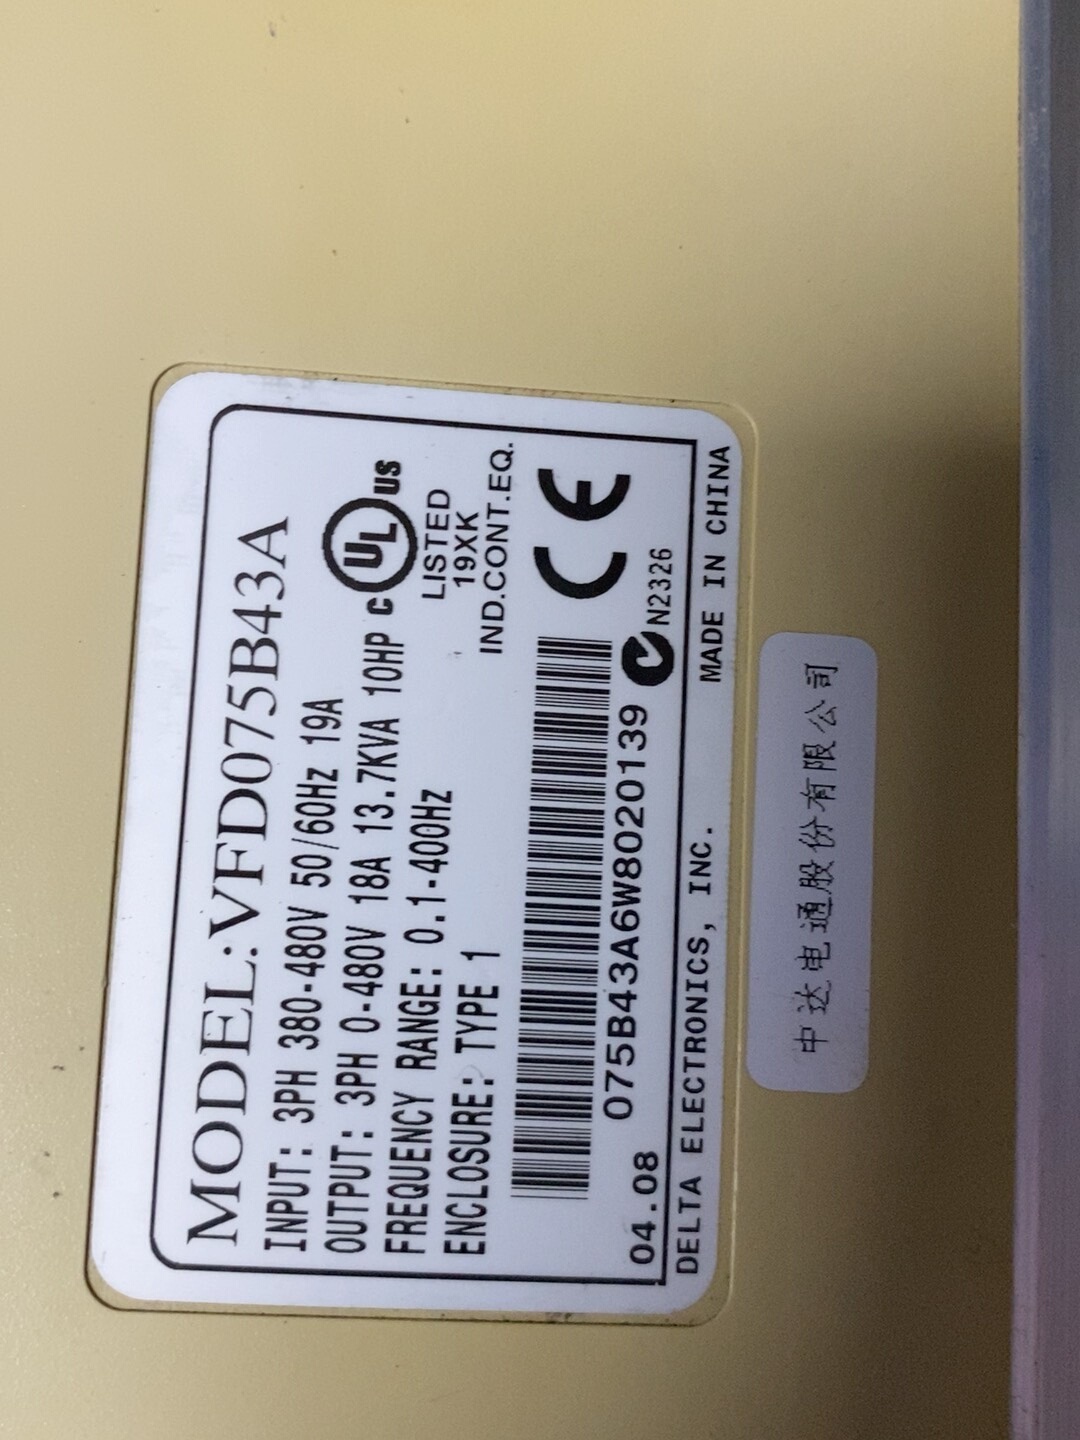 MODEL:VFD075B43A
INPUT: 3PH 380-480V 50/60Hz 19A
OUTPUT: 3PH 0-480V 18A 13.7KVA 10HP
FREQUENCY RANGE: 0.1-400Hz
ENCLOSURE: TYPE 1
c UL us
LISTED
19XK
IND.CONT.EQ.
CE
075B43A6W8020139
N2326
04.08
DELTA ELECTRONICS, INC.
MADE IN CHINA
中达电通股份有限公司